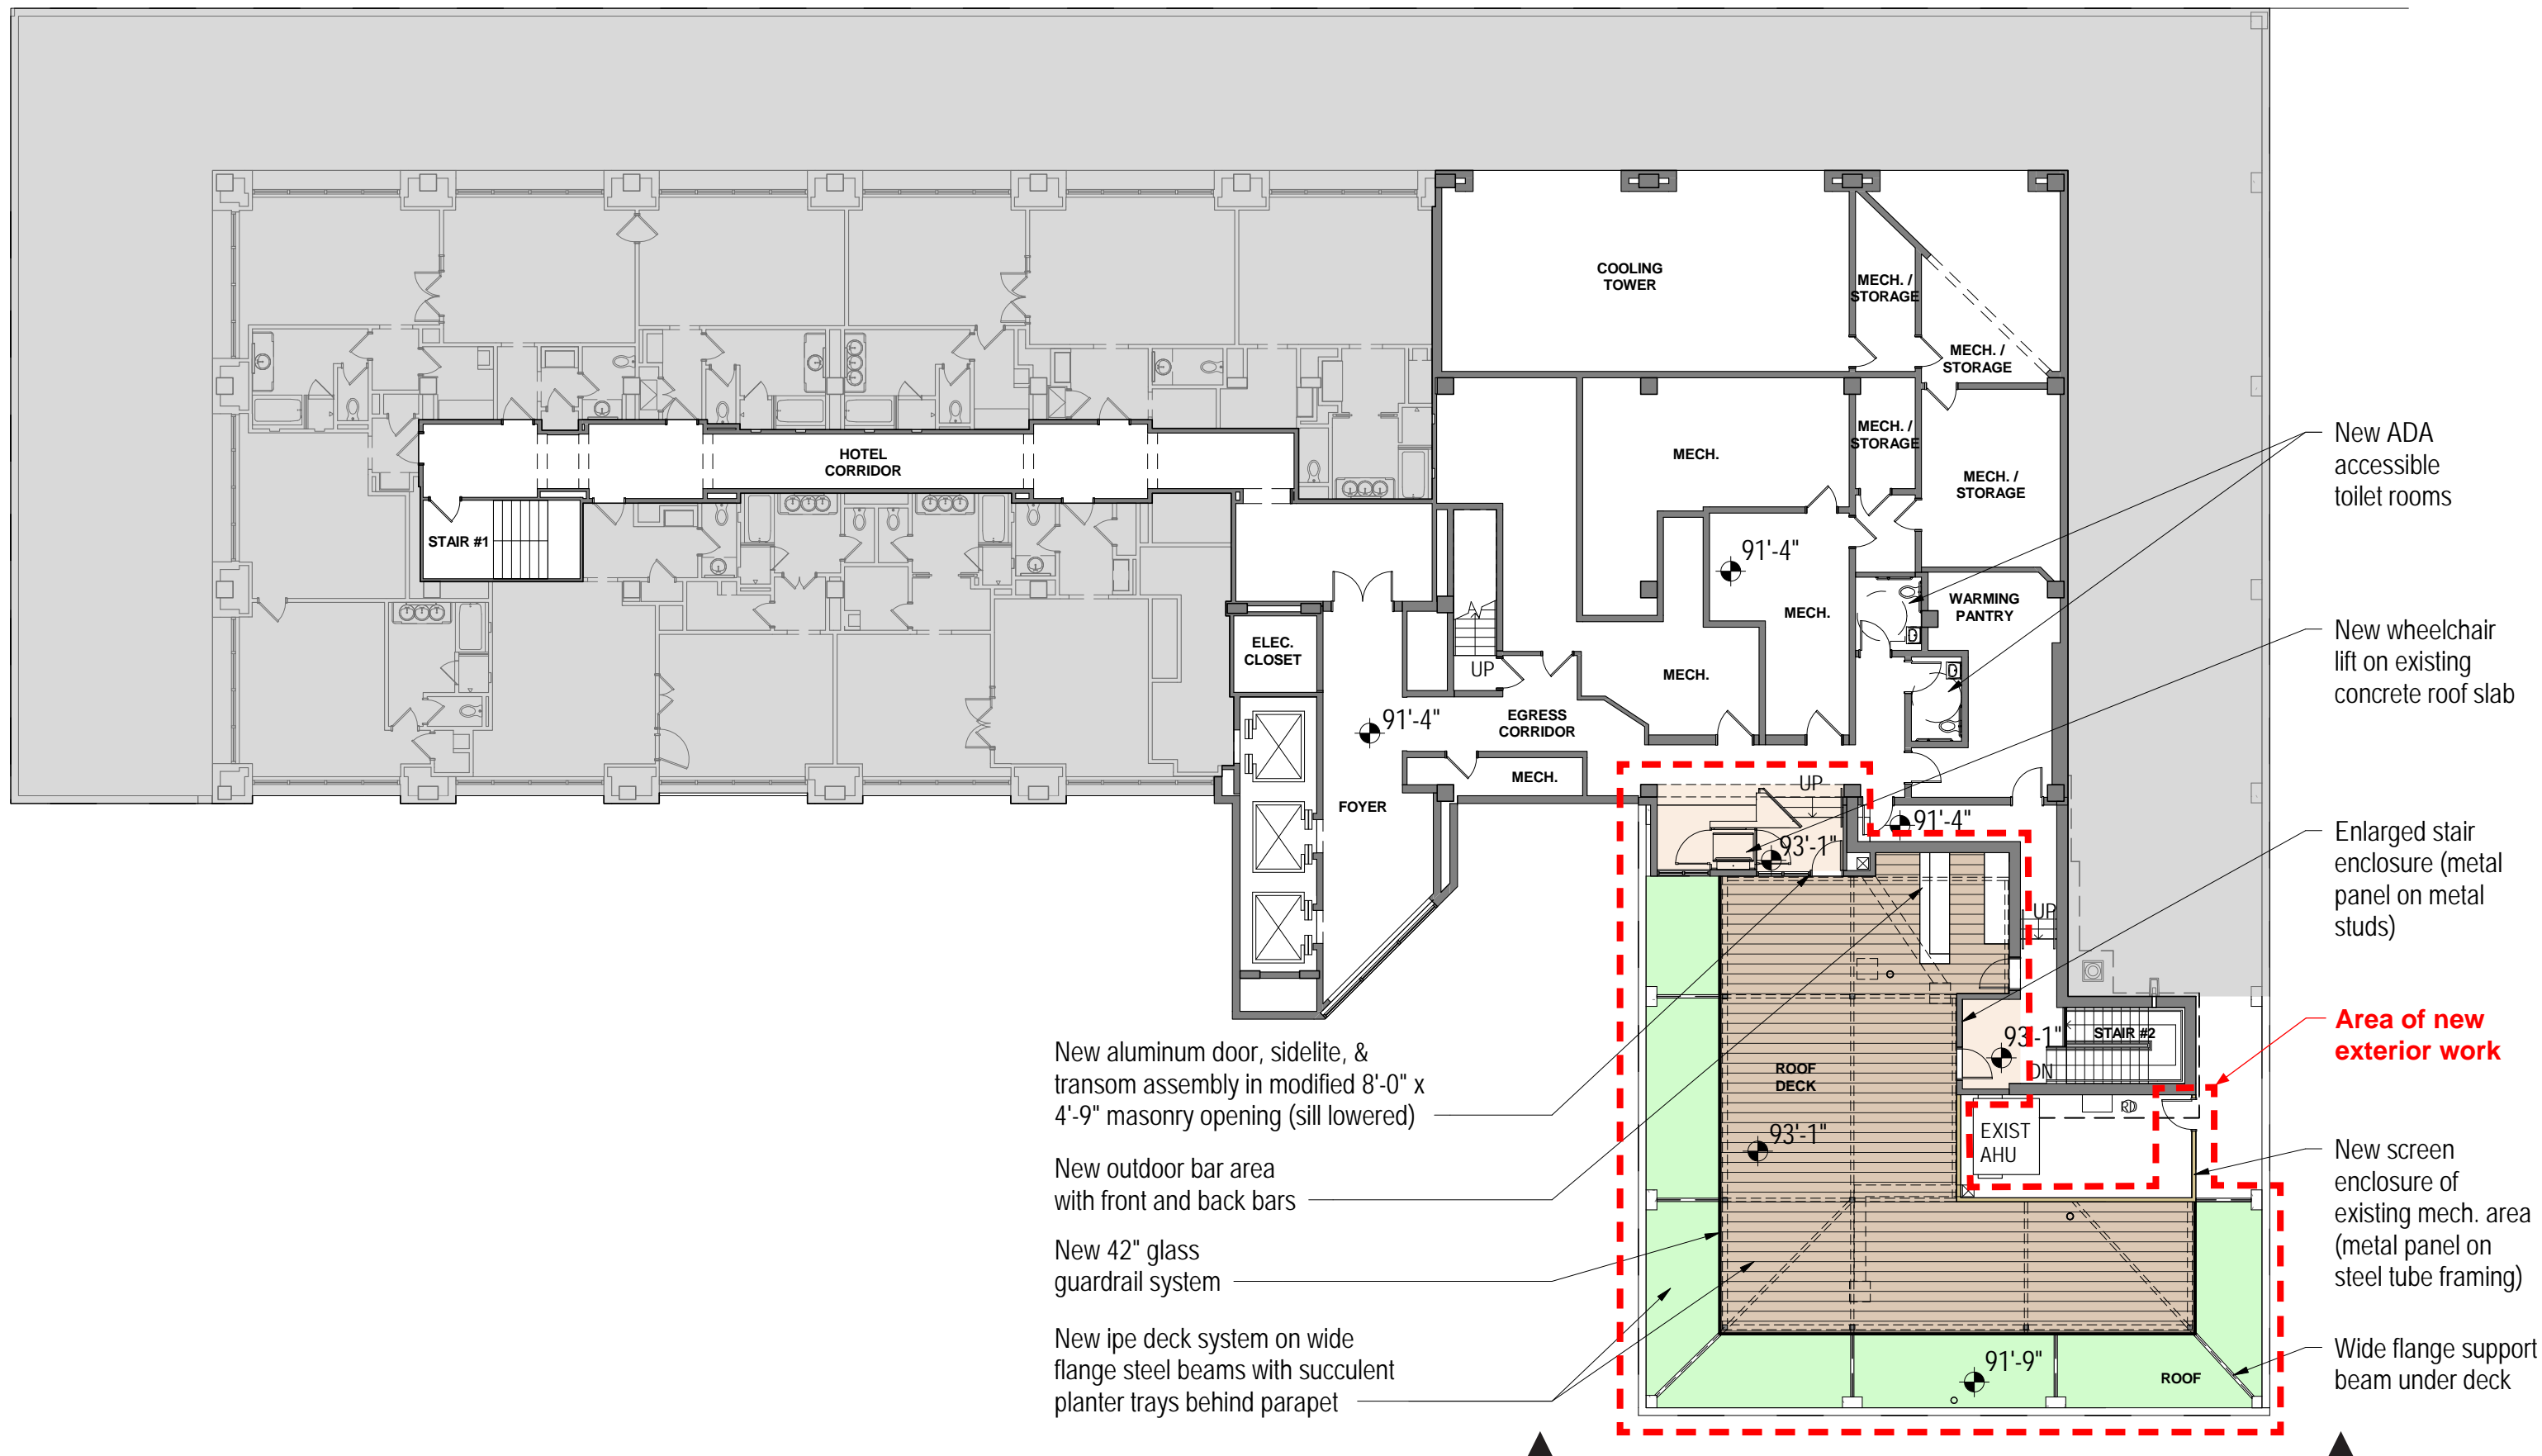 COOLING
TOWER
MECH. /
STORAGE
MECH. /
STORAGE
HOTEL
CORRIDOR
MECH.
MECH. /
STORAGE
MECH. /
STORAGE
STAIR #1
91'-4"
MECH.
WARMING
PANTRY
ELEC.
CLOSET
UP
MECH.
91'-4"
EGRESS
CORRIDOR
MECH.
FOYER
UP
91'-4"
93'-1"
UP
93'-1"
STAIR #2
DN
ROOF
DECK
RD
EXIST
AHU
93'-1"
91'-9"
ROOF
New ADA
accessible
toilet rooms
New wheelchair
lift on existing
concrete roof slab
Enlarged stair
enclosure (metal
panel on metal
studs)
Area of new
exterior work
New screen
enclosure of
existing mech. area
(metal panel on
steel tube framing)
Wide flange support
beam under deck
New aluminum door, sidelite, &
transom assembly in modified 8'-0" x
4'-9" masonry opening (sill lowered)
New outdoor bar area
with front and back bars
New 42" glass
guardrail system
New ipe deck system on wide
flange steel beams with succulent
planter trays behind parapet